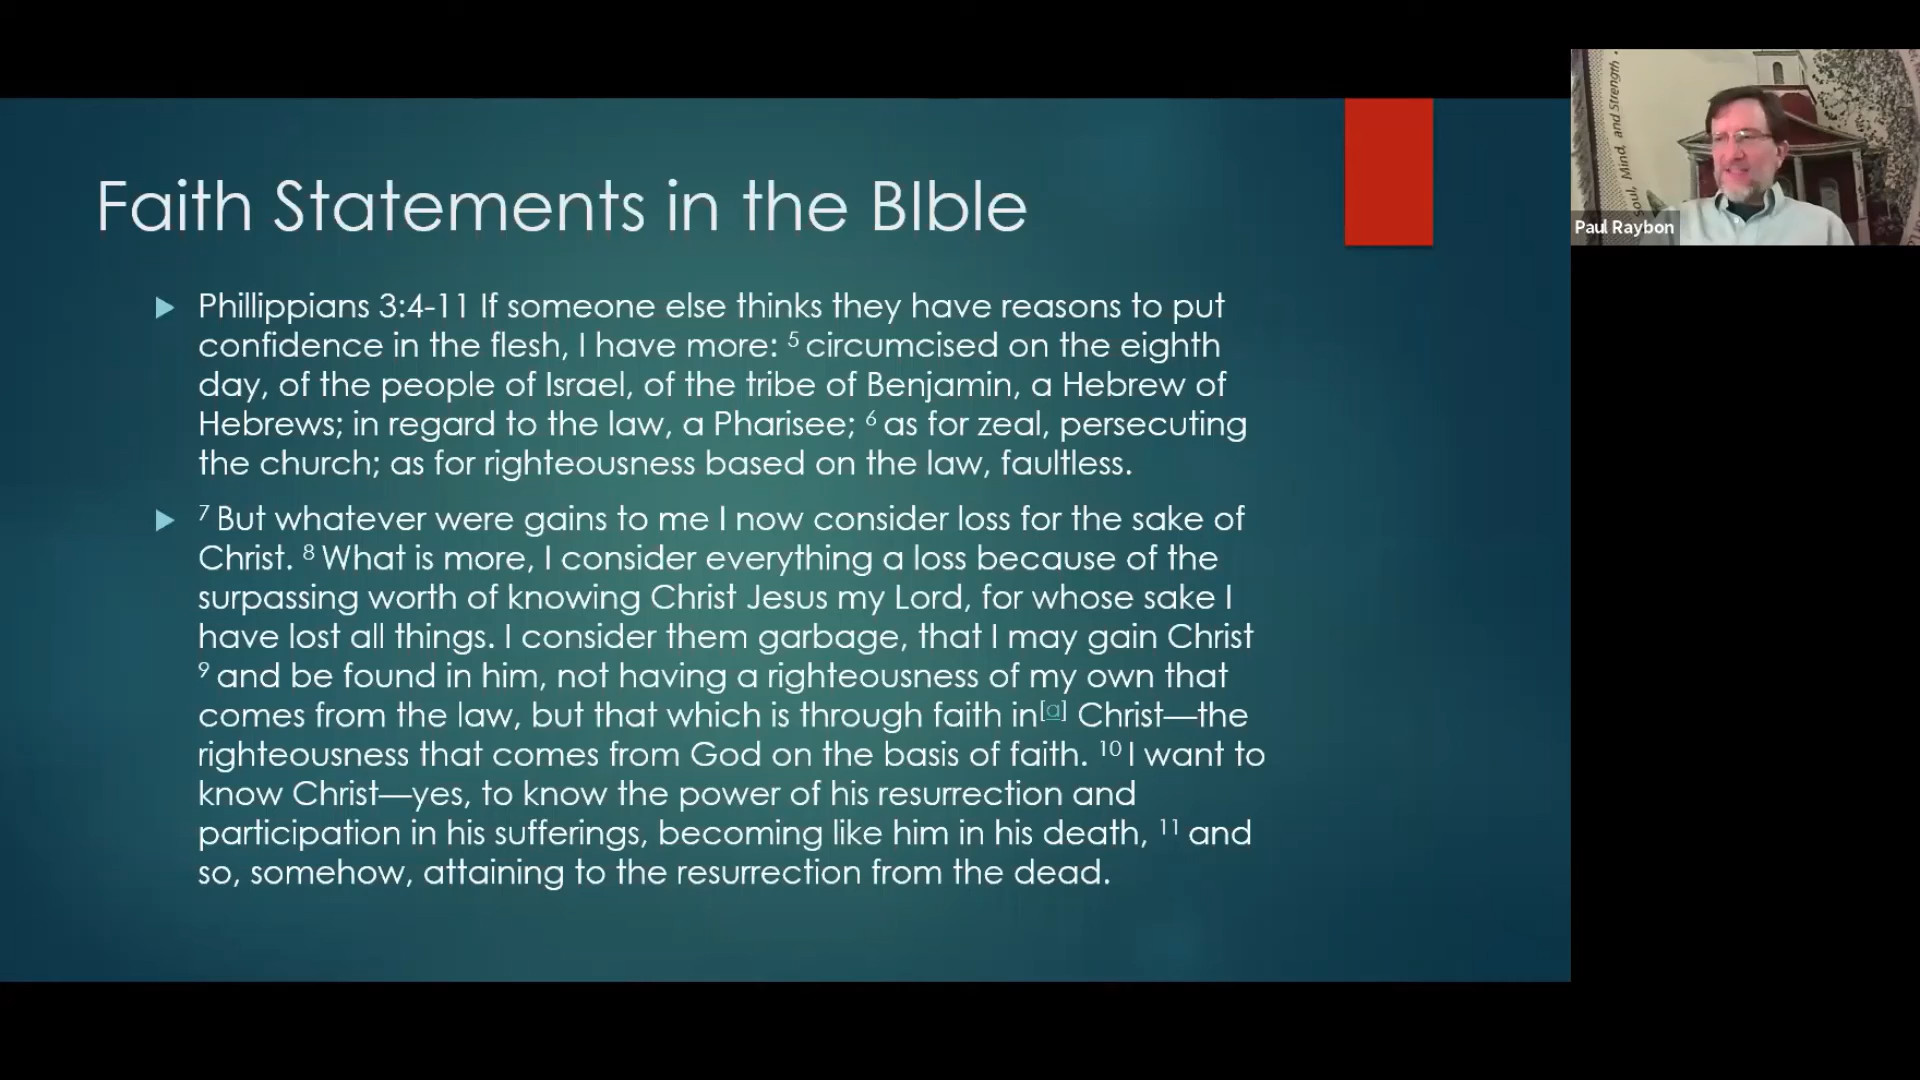 Faith Statements in the BIble
Phillippians 3:4-11 If someone else thinks they have reasons to put
confidence in the flesh, I have more: 5 circumcised on the eighth
day, of the people of Israel, of the tribe of Benjamin, a Hebrew of
Hebrews; in regard to the law, a Pharisee; 6 as for zeal, persecuting
the church; as for righteousness based on the law, faultless.
7 But whatever were gains to me I now consider loss for the sake of
Christ. 8 What is more, I consider everything a loss because of the
surpassing worth of knowing Christ Jesus my Lord, for whose sake I
have lost all things. I consider them garbage, that I may gain Christ
9 and be found in him, not having a righteousness of my own that
comes from the law, but that which is through faith in[a] Christ—the
righteousness that comes from God on the basis of faith. 10 I want to
know Christ—yes, to know the power of his resurrection and
participation in his sufferings, becoming like him in his death, 11 and
so, somehow, attaining to the resurrection from the dead.
Soul, Mind, and Strength •
Paul Raybon